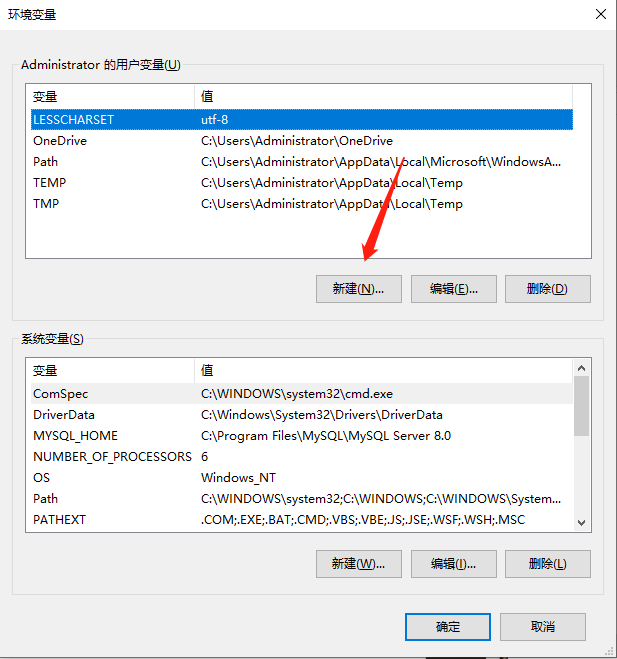 环境变量
Administrator 的用户变量(U)
变量 值
LESSCHARSET utf-8
OneDrive C:\Users\Administrator\OneDrive
Path C:\Users\Administrator\AppData\Local\Microsoft\WindowsA...
TEMP C:\Users\Administrator\AppData\Local\Temp
TMP C:\Users\Administrator\AppData\Local\Temp
新建(N)... 编辑(E)... 删除(D)
系统变量(S)
变量 值
ComSpec C:\WINDOWS\system32\cmd.exe
DriverData C:\Windows\System32\Drivers\DriverData
MYSQL_HOME C:\Program Files\MySQL\MySQL Server 8.0
NUMBER_OF_PROCESSORS 6
OS Windows_NT
Path C:\WINDOWS\system32;C:\WINDOWS;C:\WINDOWS\System...
PATHEXT .COM;.EXE;.BAT;.CMD;.VBS;.VBE;.JS;.JSE;.WSF;.WSH;.MSC
新建(W)... 编辑(I)... 删除(L)
确定 取消